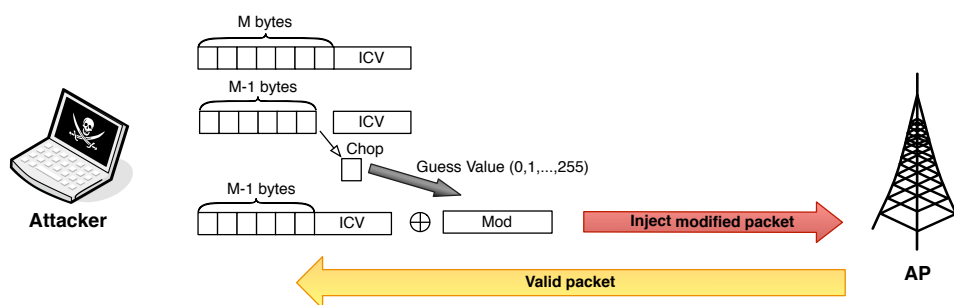 M bytes
ICV
M-1 bytes
ICV
Chop
Guess Value (0,1,...,255)
M-1 bytes
ICV
Mod
Inject modified packet
Attacker
Valid packet
AP